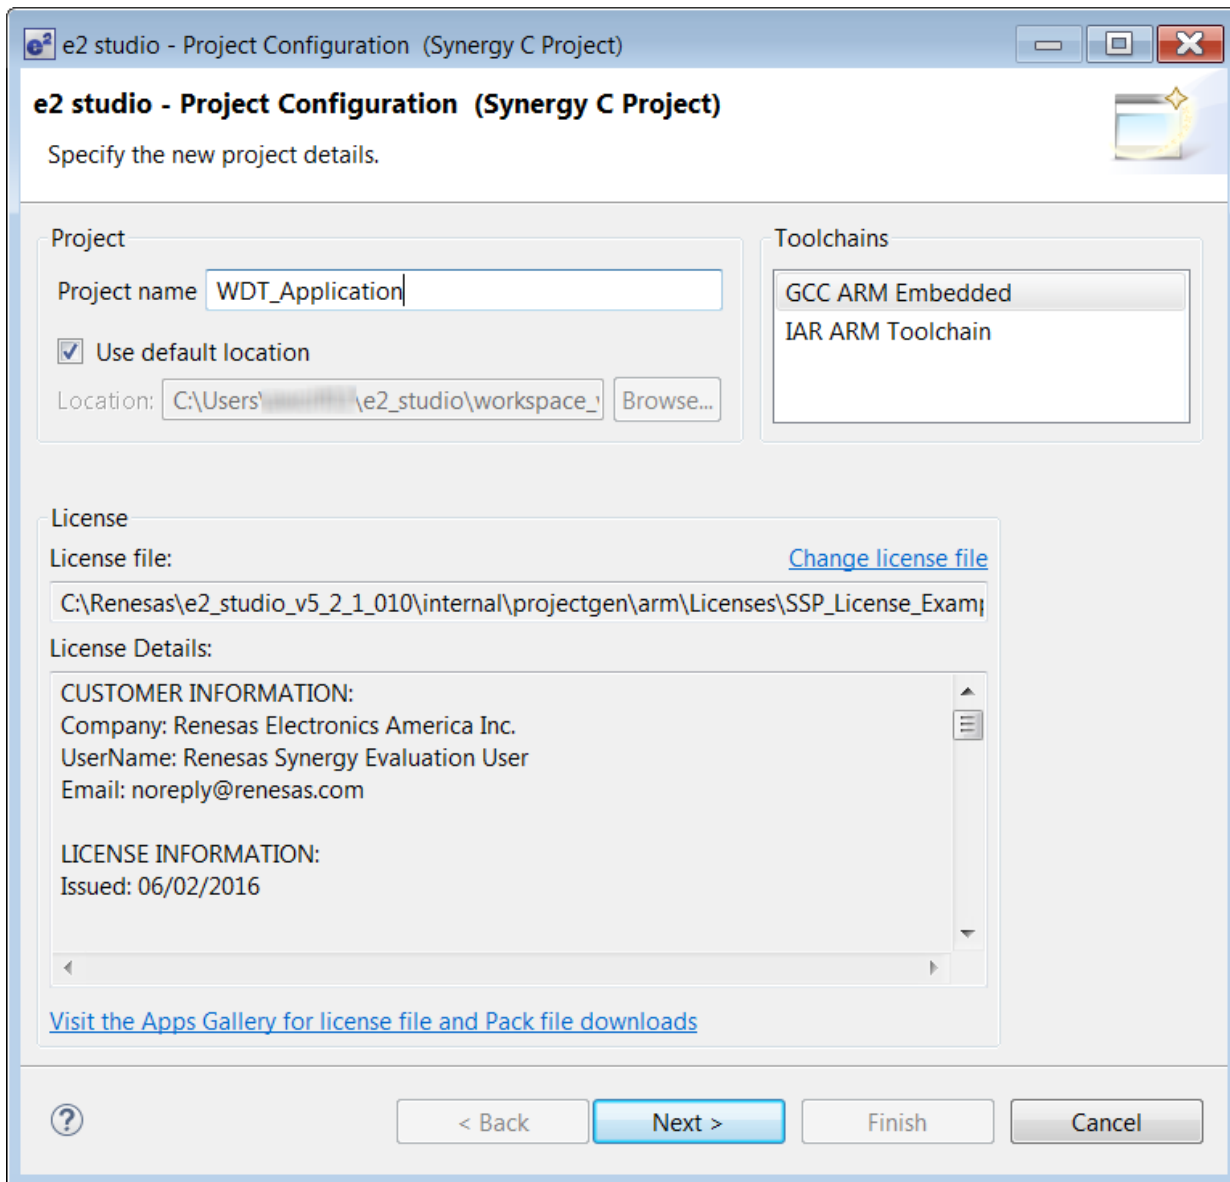 e2 studio - Project Configuration (Synergy C Project)
e2 studio - Project Configuration (Synergy C Project)
Specify the new project details.
Project
Project name WDT_Application
Use default location
Location: C:\Users\ \e2_studio\workspace_ Browse...
Toolchains
GCC ARM Embedded
IAR ARM Toolchain
License
License file: Change license file
C:\Renesas\e2_studio_v5_2_1_010\internal\projectgen\arm\Licenses\SSP_License_Examp
License Details:
CUSTOMER INFORMATION:
Company: Renesas Electronics America Inc.
UserName: Renesas Synergy Evaluation User
Email: noreply@renesas.com
LICENSE INFORMATION:
Issued: 06/02/2016
Visit the Apps Gallery for license file and Pack file downloads
< Back Next > Finish Cancel